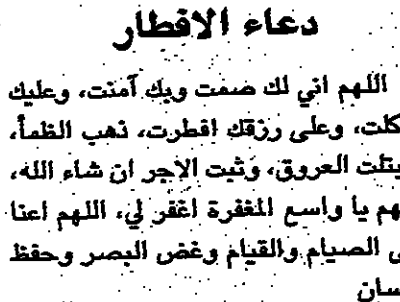 دعاء الافطار
اللهم اني لك صمت وبك آمنت، وعليك
كلت، وعلى رزقك افطرت، ذهب الظمأ،
بتلت العروق، وثبت الاجر ان شاء الله،
هم يا واسع المغفرة اغفر لي، اللهم اعنا
ى الصيام والقيام وغض البصر وحفظ
سان